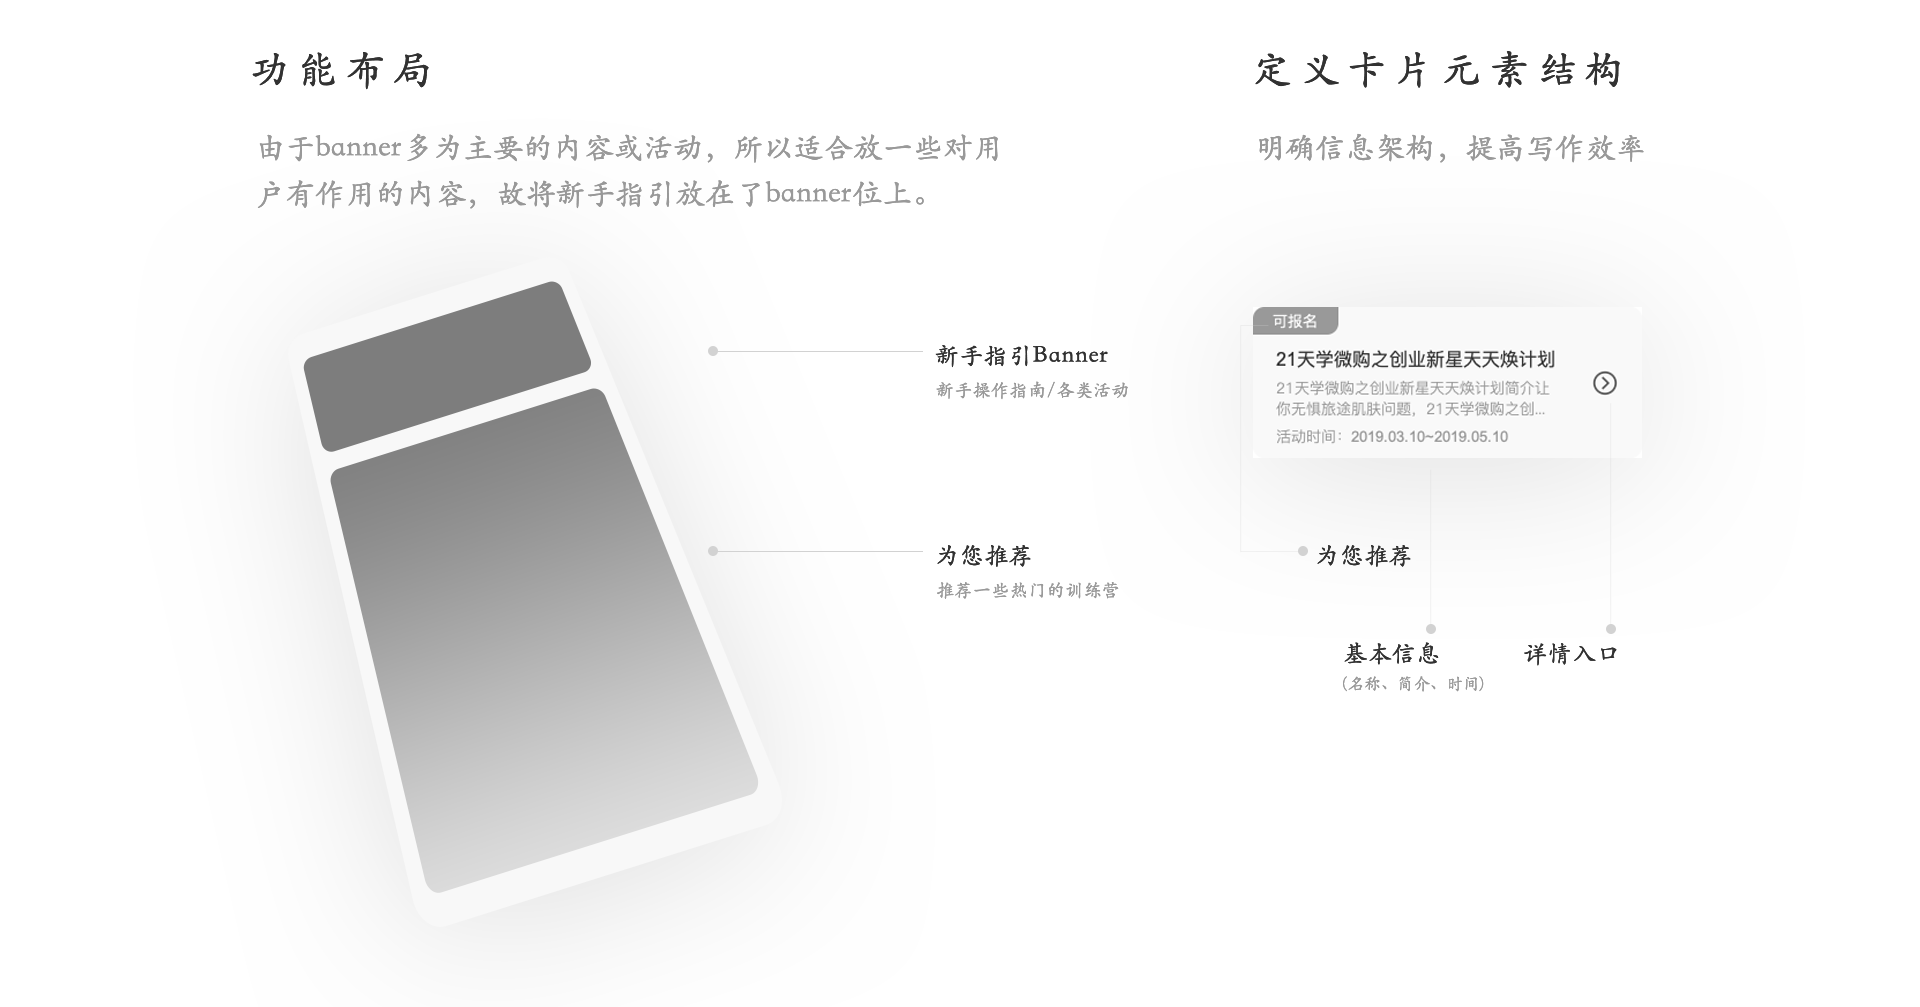 功能布局
由于banner多为主要的内容或活动，所以适合放一些对用
户有作用的内容，故将新手指引放在了banner位上。
新手指引Banner
新手操作指南/各类活动
为您推荐
推荐一些热门的训练营
定义卡片元素结构
明确信息架构，提高写作效率
可报名
21天学微购之创业新星天天焕计划
21天学微购之创业新星天天焕计划简介让
你无惧旅途肌肤问题，21天学微购之创...
活动时间：2019.03.10~2019.05.10
为您推荐
基本信息
（名称、简介、时间）
详情入口